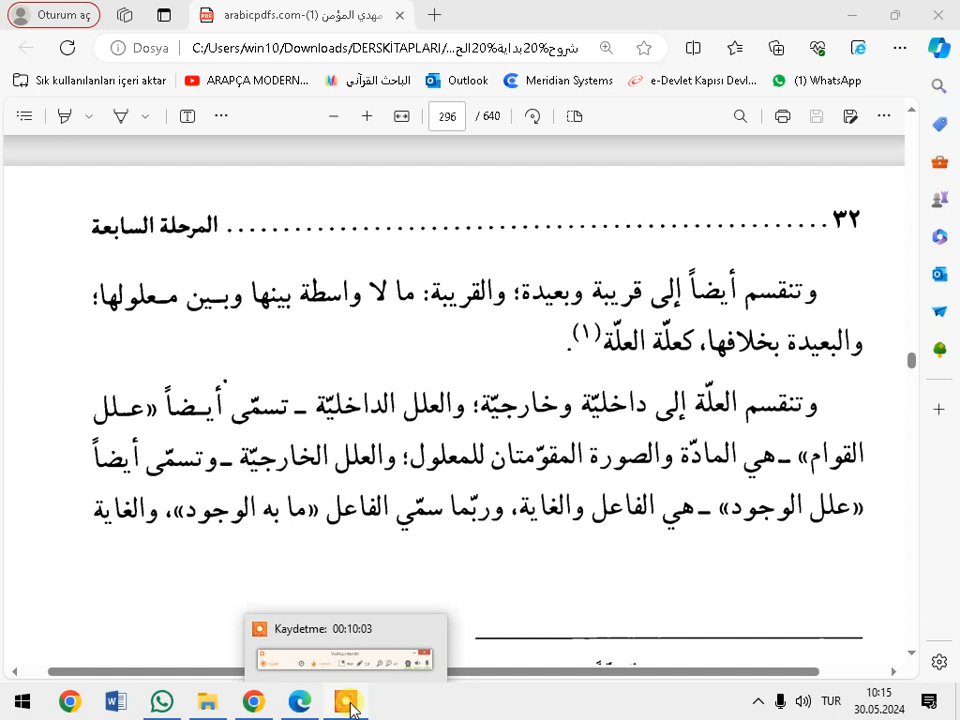 Oturum aç
arabicpdfs.com-(1) مهدي المؤمن
Dosya
C:/Users/win10/Downloads/DERSKİTAPLARI/...شروح%20بداية%20الح
Sık kullanılanları içeri aktar
ARAPÇA MODERN...
الباحث القرآني
Outlook
Meridian Systems
e-Devlet Kapısı Devl...
(1) WhatsApp
296 / 640
٣٢ ........ المرحلة السابعة
وتنقسم أيضاً إلى قريبة وبعيدة؛ والقريبة: ما لا واسطة بينها وبـين مـعلولها؛
والبعيدة بخلافها، كعلّة العلّة(١).
وتنقسم العلّة إلى داخليّة وخارجيّة؛ والعلل الداخليّة ـ تسمّى أيـضاً «عـلل
القوام» ـ هي المادّة والصورة المقوّمتان للمعلول؛ والعلل الخارجيّة ـ وتسمّى أيضاً
«علل الوجود» ـ هي الفاعل والغاية، وربّما سمّي الفاعل «ما به الوجود»، والغاية
Kaydetme: 00:10:03
TUR
10:15
30.05.2024